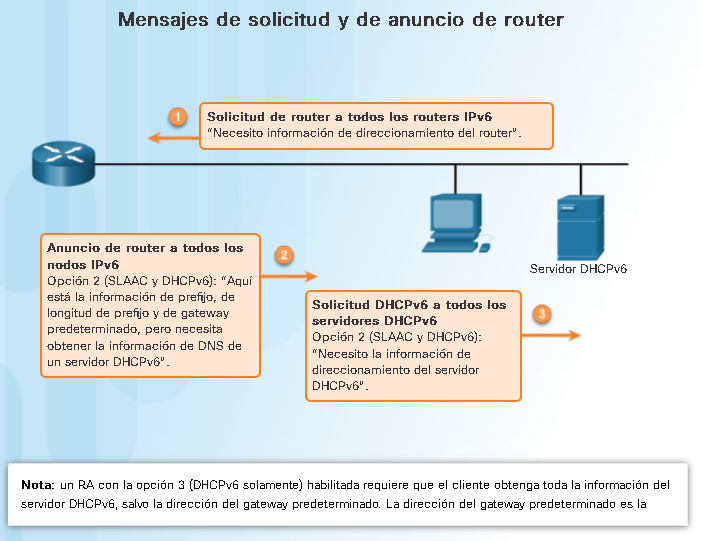 Mensajes de solicitud y de anuncio de router
1
Solicitud de router a todos los routers IPv6
“Necesito información de direccionamiento del router”.
Servidor DHCPv6
Anuncio de router a todos los
nodos IPv6
Opción 2 (SLAAC y DHCPv6): “Aquí
está la información de prefijo, de
longitud de prefijo y de gateway
predeterminado, pero necesita
obtener la información de DNS de
un servidor DHCPv6”.
2
Solicitud DHCPv6 a todos los
servidores DHCPv6
Opción 2 (SLAAC y DHCPv6):
“Necesito la información de
direccionamiento del servidor
DHCPv6”.
3
Nota: un RA con la opción 3 (DHCPv6 solamente) habilitada requiere que el cliente obtenga toda la información del
servidor DHCPv6, salvo la dirección del gateway predeterminado. La dirección del gateway predeterminado es la